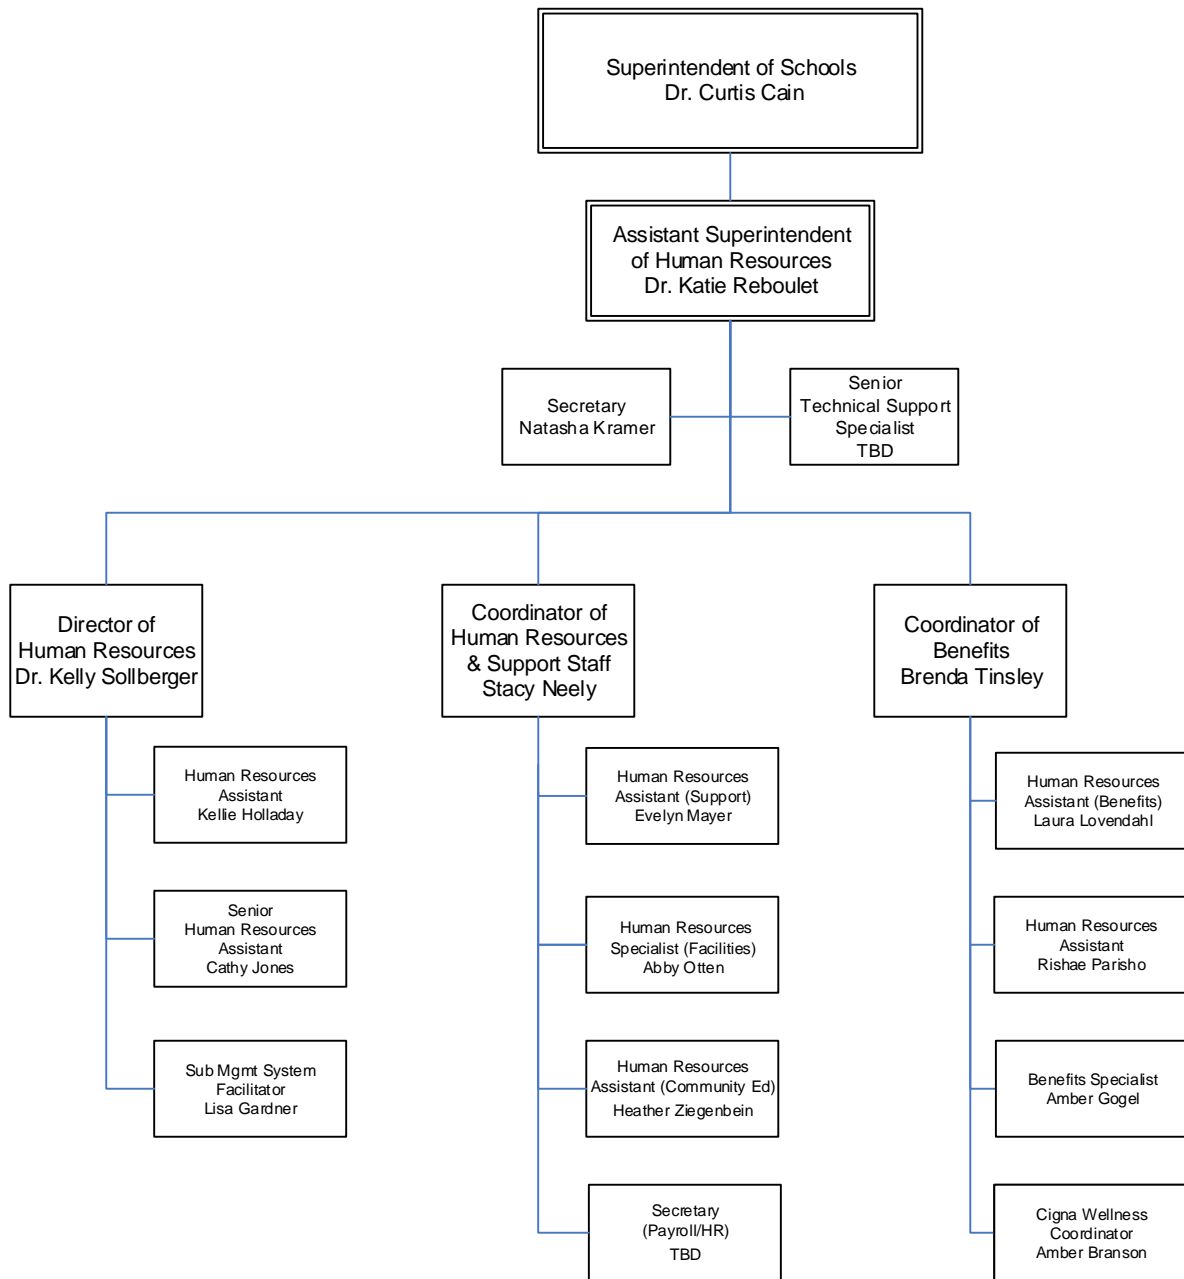 Superintendent of Schools
Dr. Curtis Cain
Assistant Superintendent
of Human Resources
Dr. Katie Reboulet
Secretary
Natasha Kramer
Senior
Technical Support
Specialist
TBD
Director of
Human Resources
Dr. Kelly Sollberger
Coordinator of
Human Resources
& Support Staff
Stacy Neely
Coordinator of
Benefits
Brenda Tinsley
Human Resources
Assistant
Kellie Holladay
Human Resources
Assistant (Support)
Evelyn Mayer
Human Resources
Assistant (Benefits)
Laura Lovendahl
Senior
Human Resources
Assistant
Cathy Jones
Human Resources
Specialist (Facilities)
Abby Otten
Human Resources
Assistant
Rishae Parisho
Sub Mgmt System
Facilitator
Lisa Gardner
Human Resources
Assistant (Community Ed)
Heather Ziegenbein
Benefits Specialist
Amber Gogel
Secretary
(Payroll/HR)
TBD
Cigna Wellness
Coordinator
Amber Branson